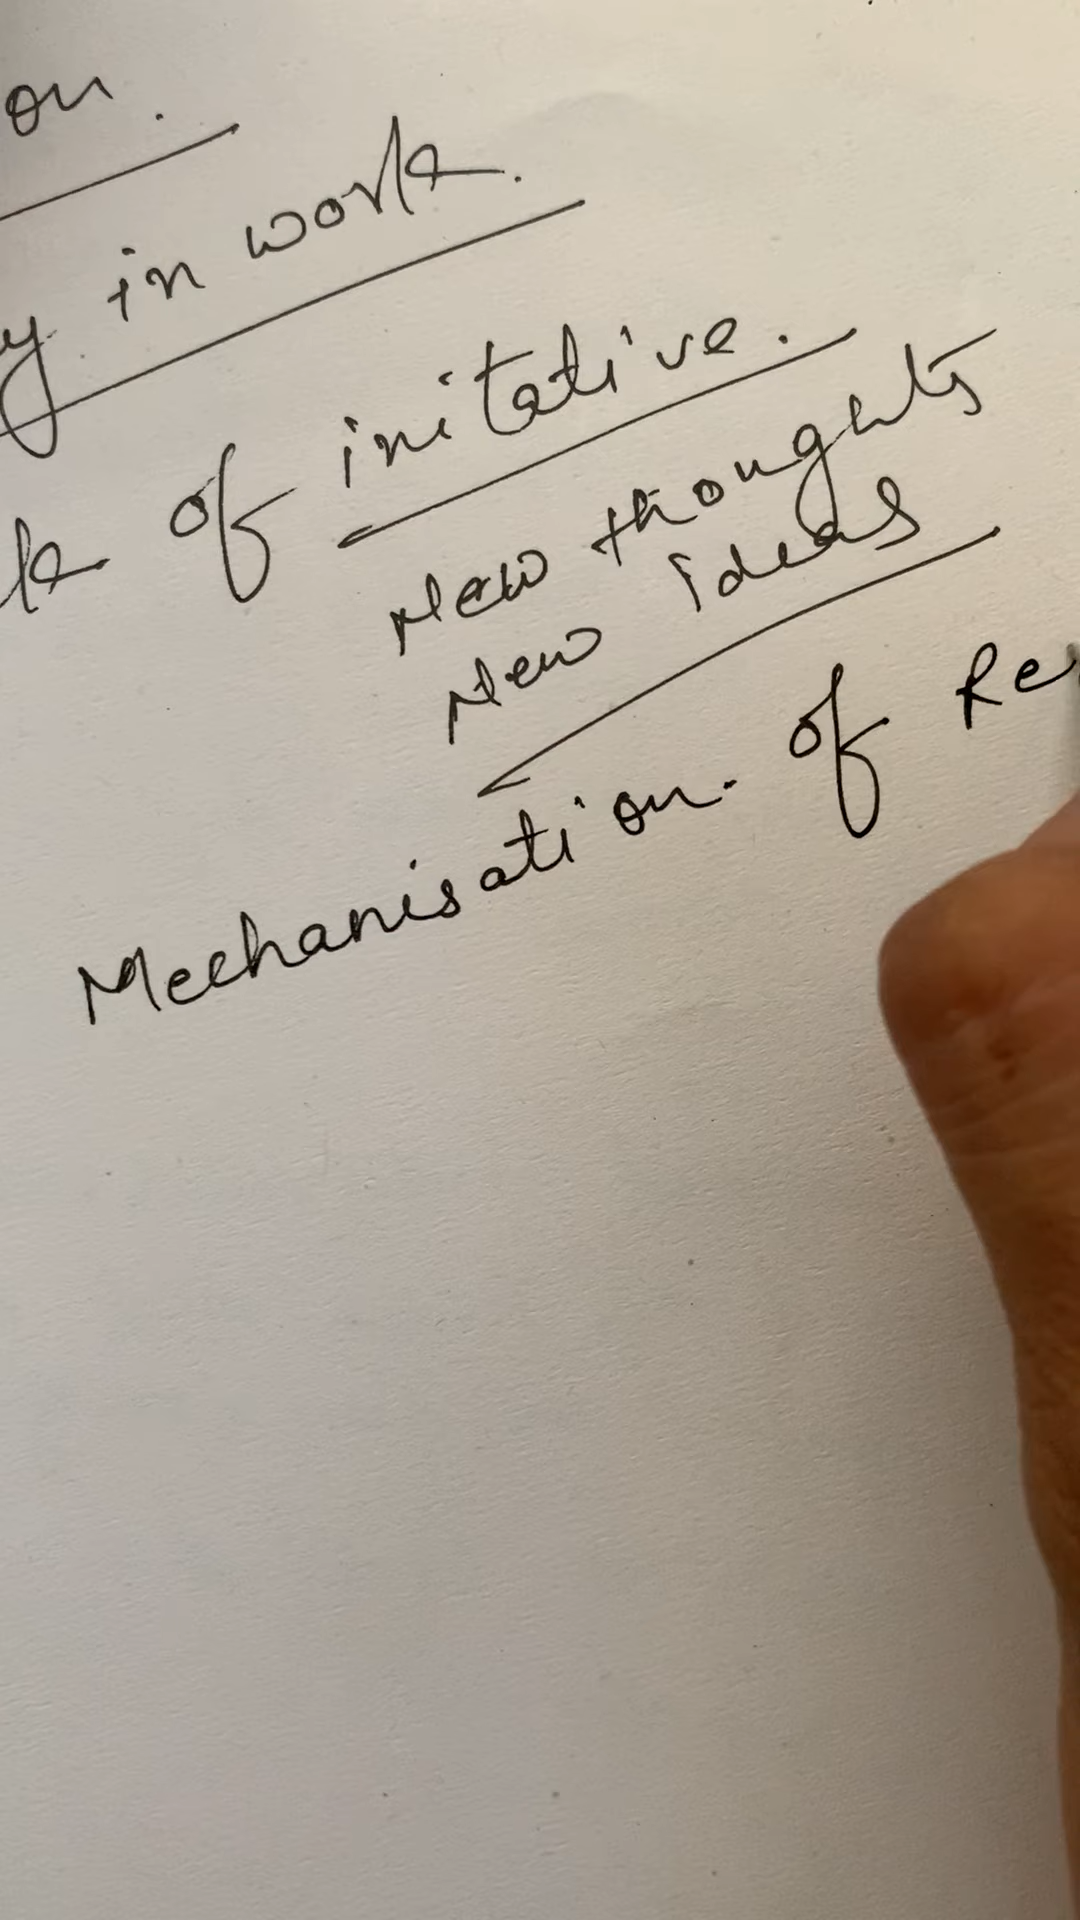 on.
y in work.
k of initative.
New thoughts
New ideas
Mechanisation. of Re